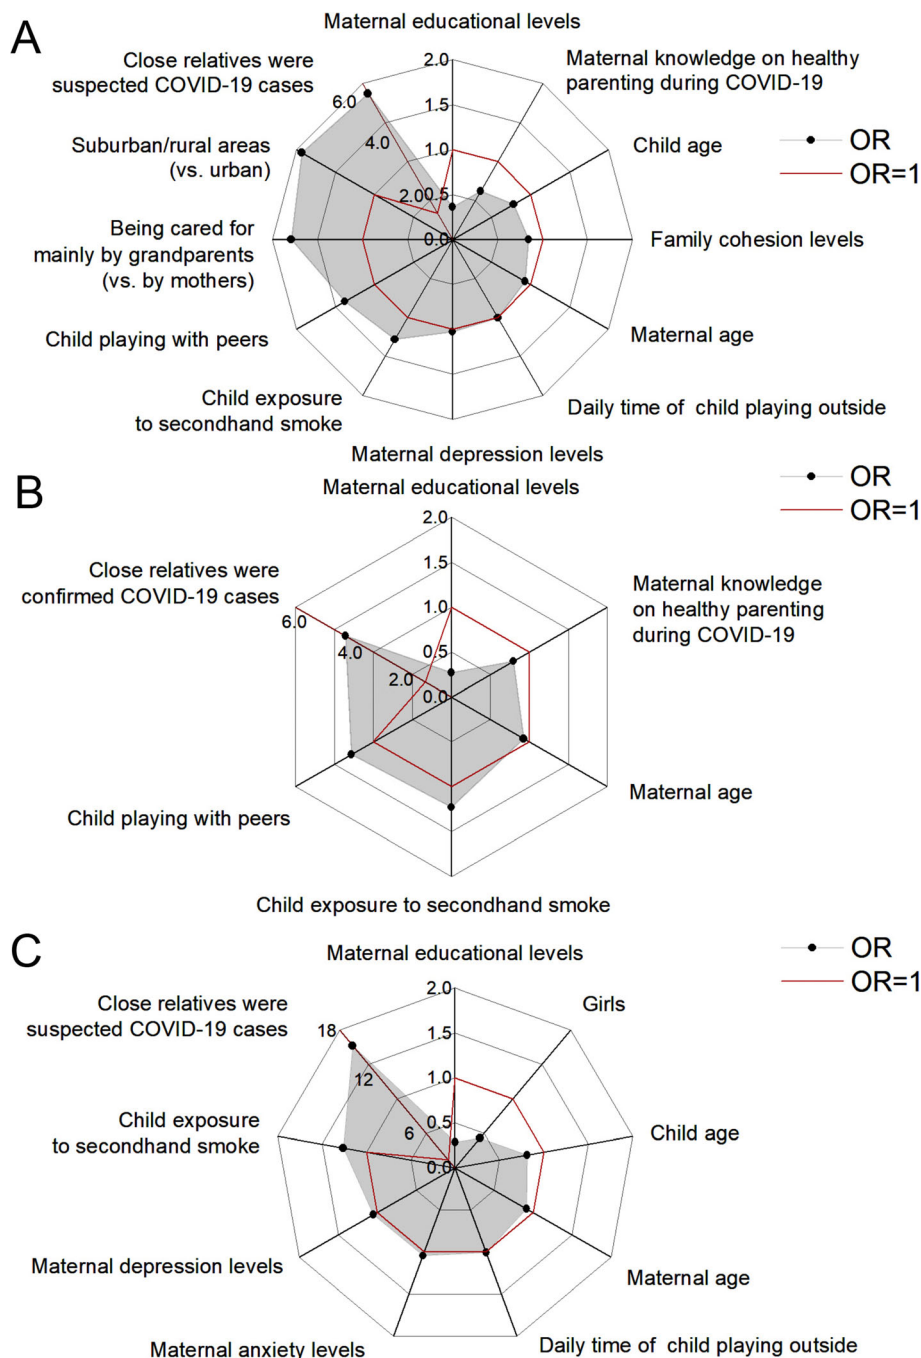 A
Maternal educational levels
Close relatives were
suspected COVID-19 cases
Maternal knowledge on healthy
parenting during COVID-19
2.0
6.0
1.5
Suburban/rural areas
(vs. urban)
4.0
1.0
Child age
OR
OR=1
2.00.5
Being cared for
mainly by grandparents
(vs. by mothers)
0.0
Family cohesion levels
Child playing with peers
Maternal age
Child exposure
to secondhand smoke
Daily time of child playing outside
Maternal depression levels
B
Maternal educational levels
OR
OR=1
2.0
Close relatives were
confirmed COVID-19 cases
1.5
Maternal knowledge
on healthy parenting
during COVID-19
6.0
1.0
4.0
0.5
2.0
0.0
Child playing with peers
Maternal age
Child exposure to secondhand smoke
C
Maternal educational levels
OR
OR=1
Close relatives were
suspected COVID-19 cases
2.0
Girls
18
1.5
12
1.0
Child exposure
to secondhand smoke
6
0.5
Child age
0.0
Maternal depression levels
Maternal age
Maternal anxiety levels
Daily time of child playing outside